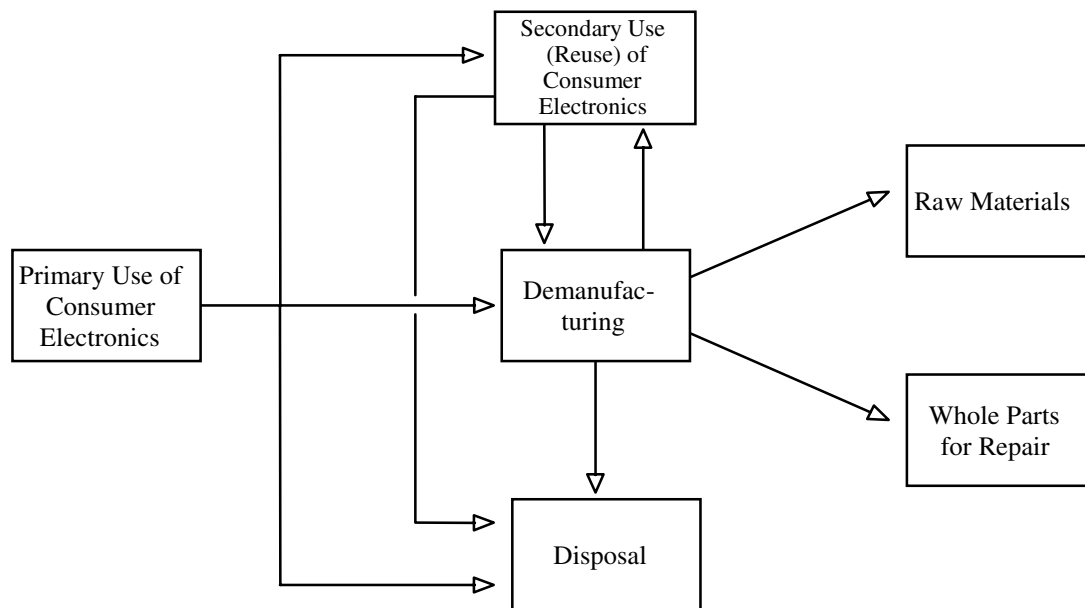 Secondary Use
(Reuse) of
Consumer
Electronics
Raw Materials
Primary Use of
Consumer
Electronics
Demanufac-
turing
Whole Parts
for Repair
Disposal